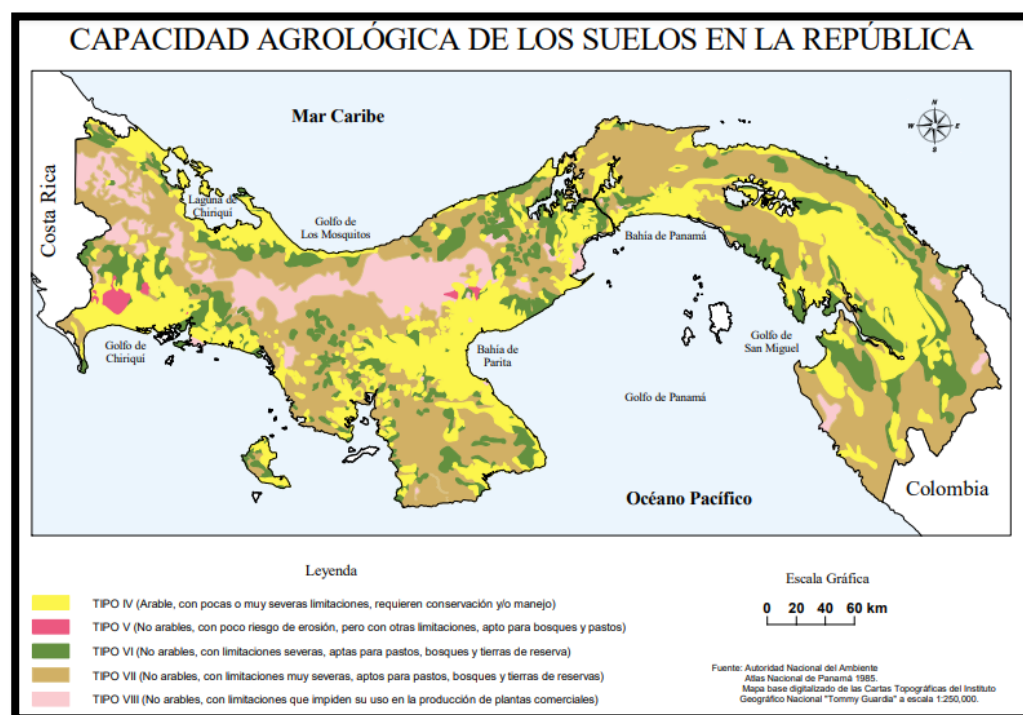 CAPACIDAD AGROLÓGICA DE LOS SUELOS EN LA REPÚBLICA
Mar Caribe
N
W
E
S
Costa Rica
Laguna de
Chiriquí
Golfo de
Los Mosquitos
Bahía de Panamá
Golfo de
Chiriquí
Bahía de
Parita
Golfo de
San Miguel
Golfo de Panamá
Océano Pacífico
Colombia
Leyenda
TIPO IV (Arable, con pocas o muy severas limitaciones, requieren conservación y/o manejo)
TIPO V (No arables, con poco riesgo de erosión, pero con otras limitaciones, apto para bosques y pastos)
TIPO VI (No arables, con limitaciones severas, aptas para pastos, bosques y tierras de reserva)
TIPO VII (No arables, con limitaciones muy severas, aptos para pastos, bosques y tierras de reservas)
TIPO VIII (No arables, con limitaciones que impiden su uso en la producción de plantas comerciales)
Escala Gráfica
0 20 40 60 km
Fuente: Autoridad Nacional del Ambiente
Atlas Nacional de Panamá 1985.
Mapa base digitalizado de las Cartas Topográficas del Instituto
Geográfico Nacional "Tommy Guardia" a escala 1:250,000.